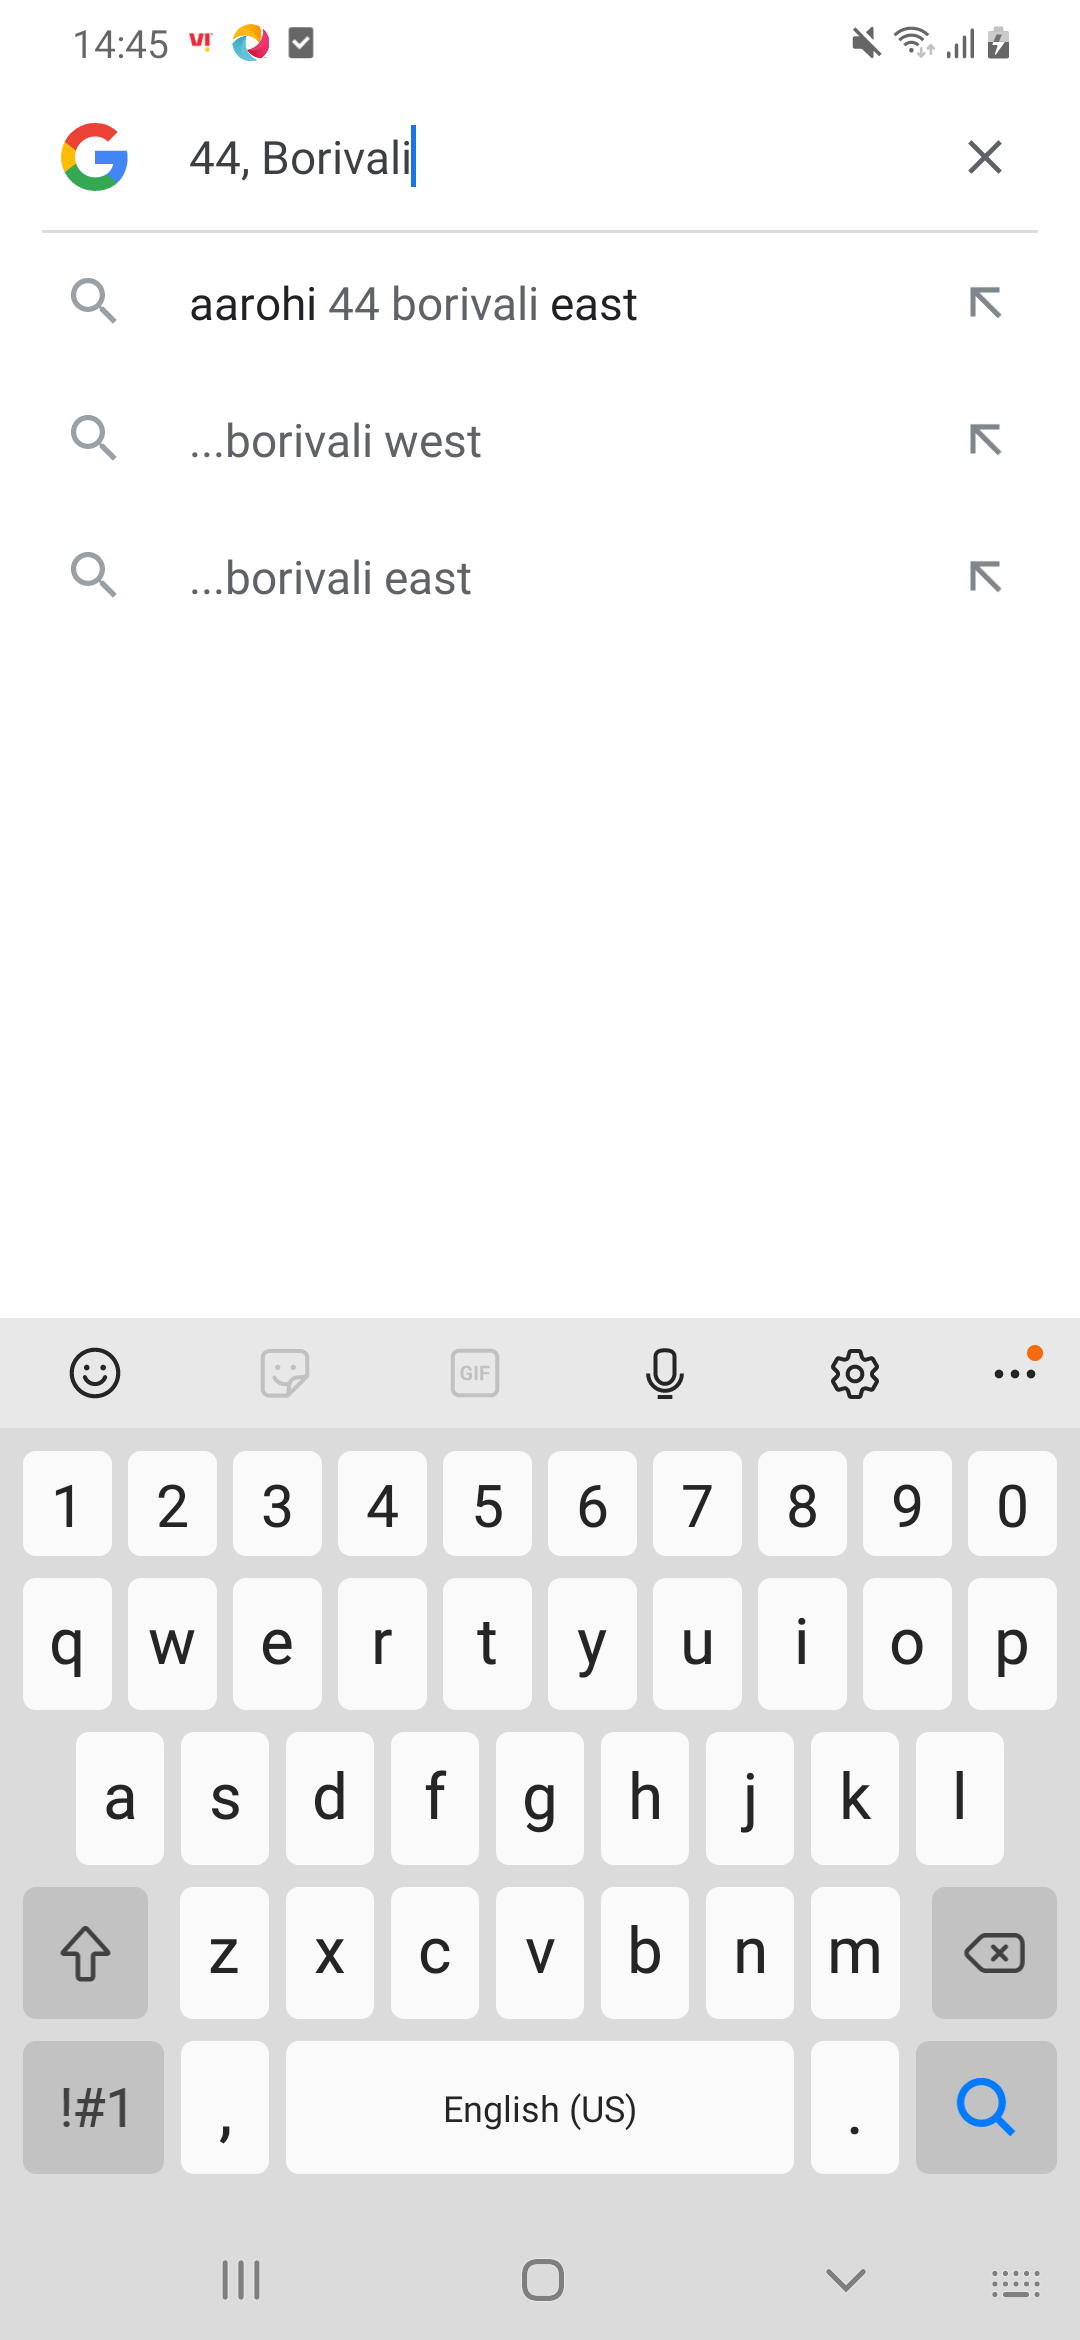 14:45 VI!
44, Borivali
aarohi 44 borivali east
...borivali west
...borivali east
GIF
1 2 3 4 5 6 7 8 9 0
q w e r t y u i o p
a s d f g h j k l
z x c v b n m
!#1 , English (US) .